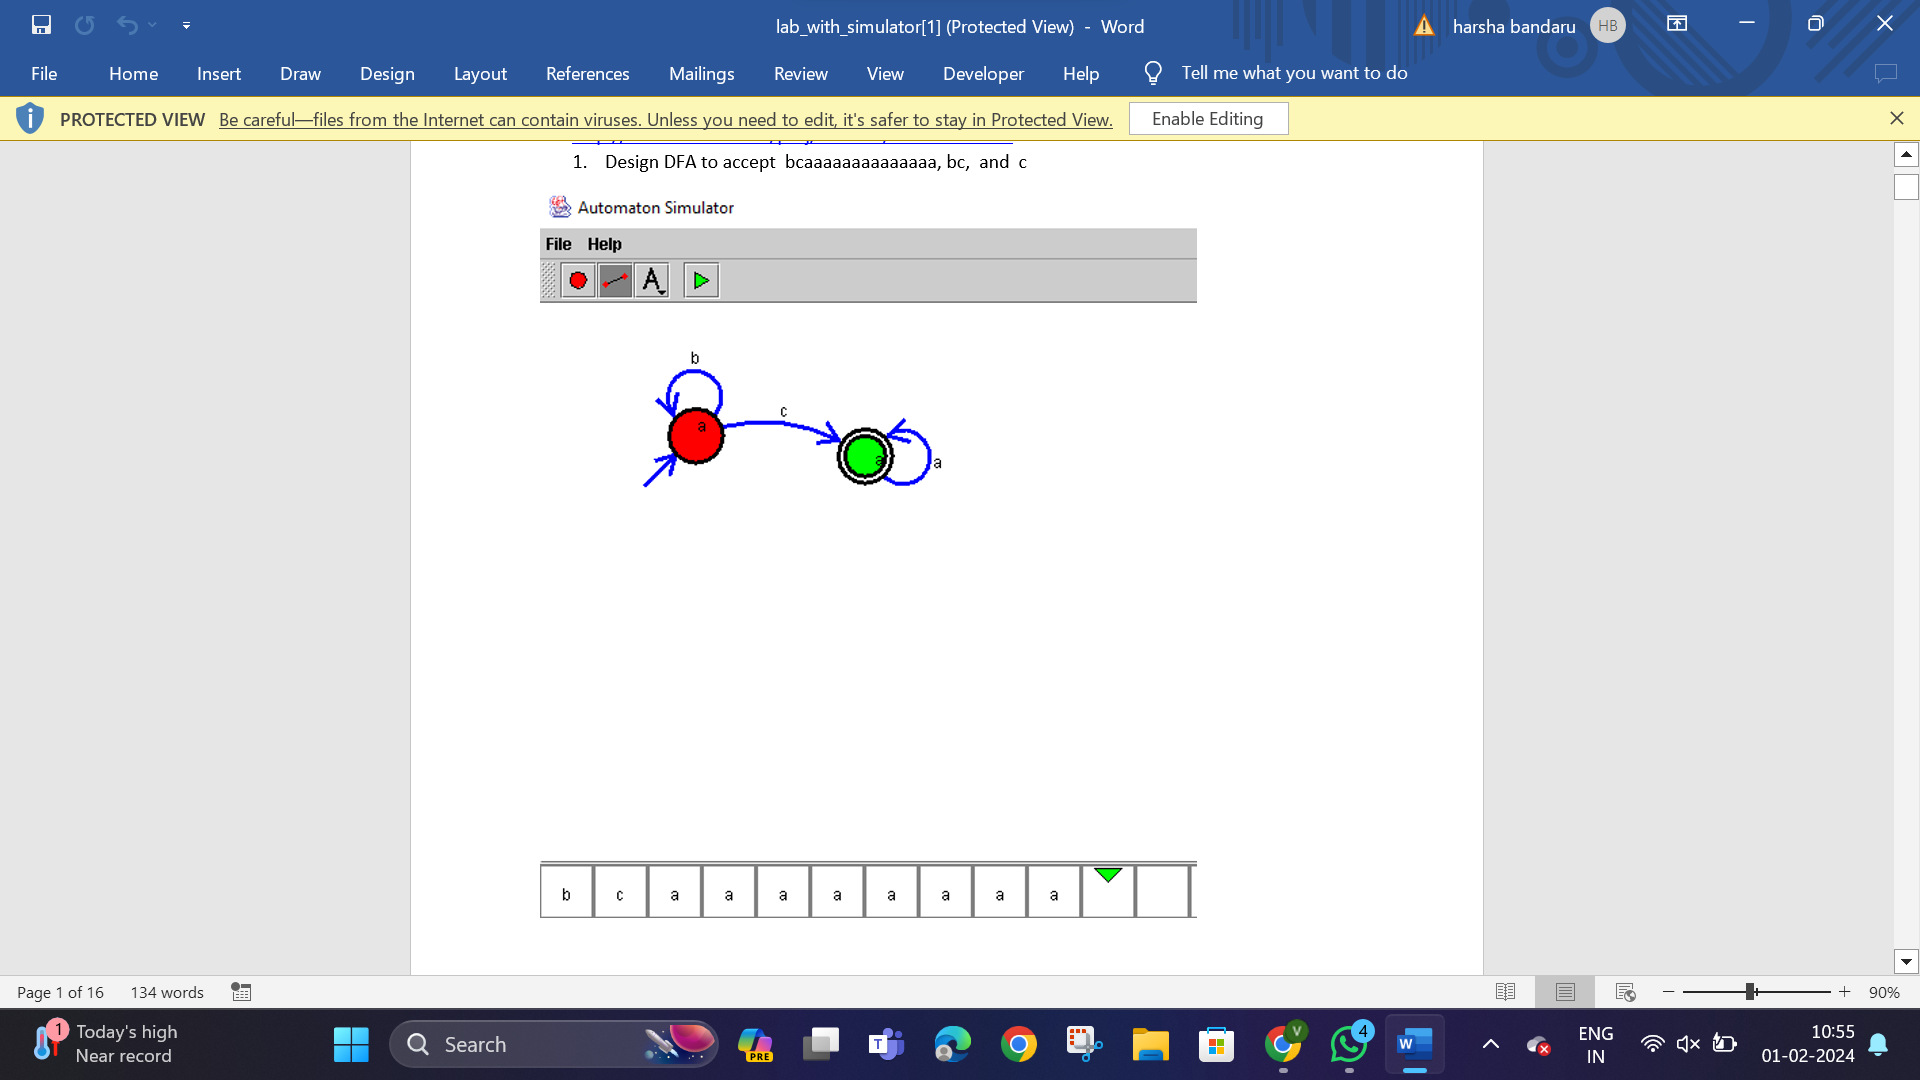 lab_with_simulator[1] (Protected View) - Word
harsha bandaru
HB
File Home Insert Draw Design Layout References Mailings Review View Developer Help Tell me what you want to do
PROTECTED VIEW Be careful—files from the Internet can contain viruses. Unless you need to edit, it's safer to stay in Protected View. Enable Editing
1. Design DFA to accept bcaaaaaaaaaaaaaa, bc, and c
Automaton Simulator
File Help
A
b
c
a
a
a
b c a a a a a a a a
Page 1 of 16 134 words 90%
1
Today's high
Near record
Search
PRE
T
V
4
W
ENG
IN
10:55
01-02-2024